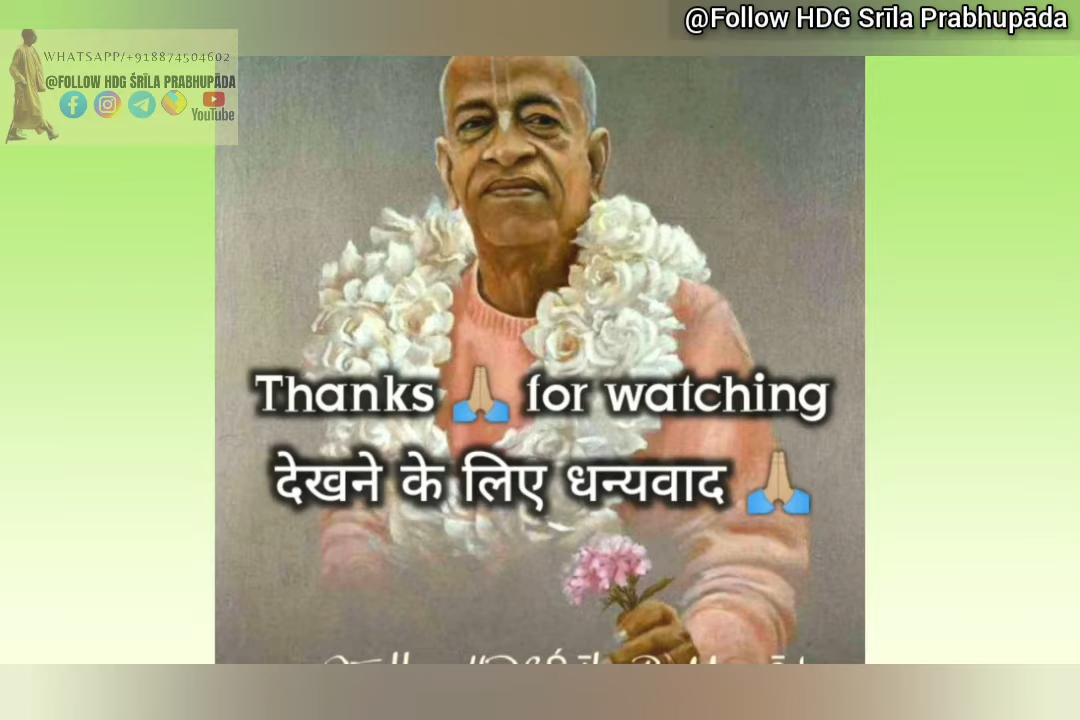 @Follow HDG Srīla Prabhupāda
WHATSAPP/+918874504602
@FOLLOW HDG ŚRĪLA PRABHUPĀDA
YouTube
Thanks 🙏🏼 for watching
देखने के लिए धन्यवाद 🙏🏼